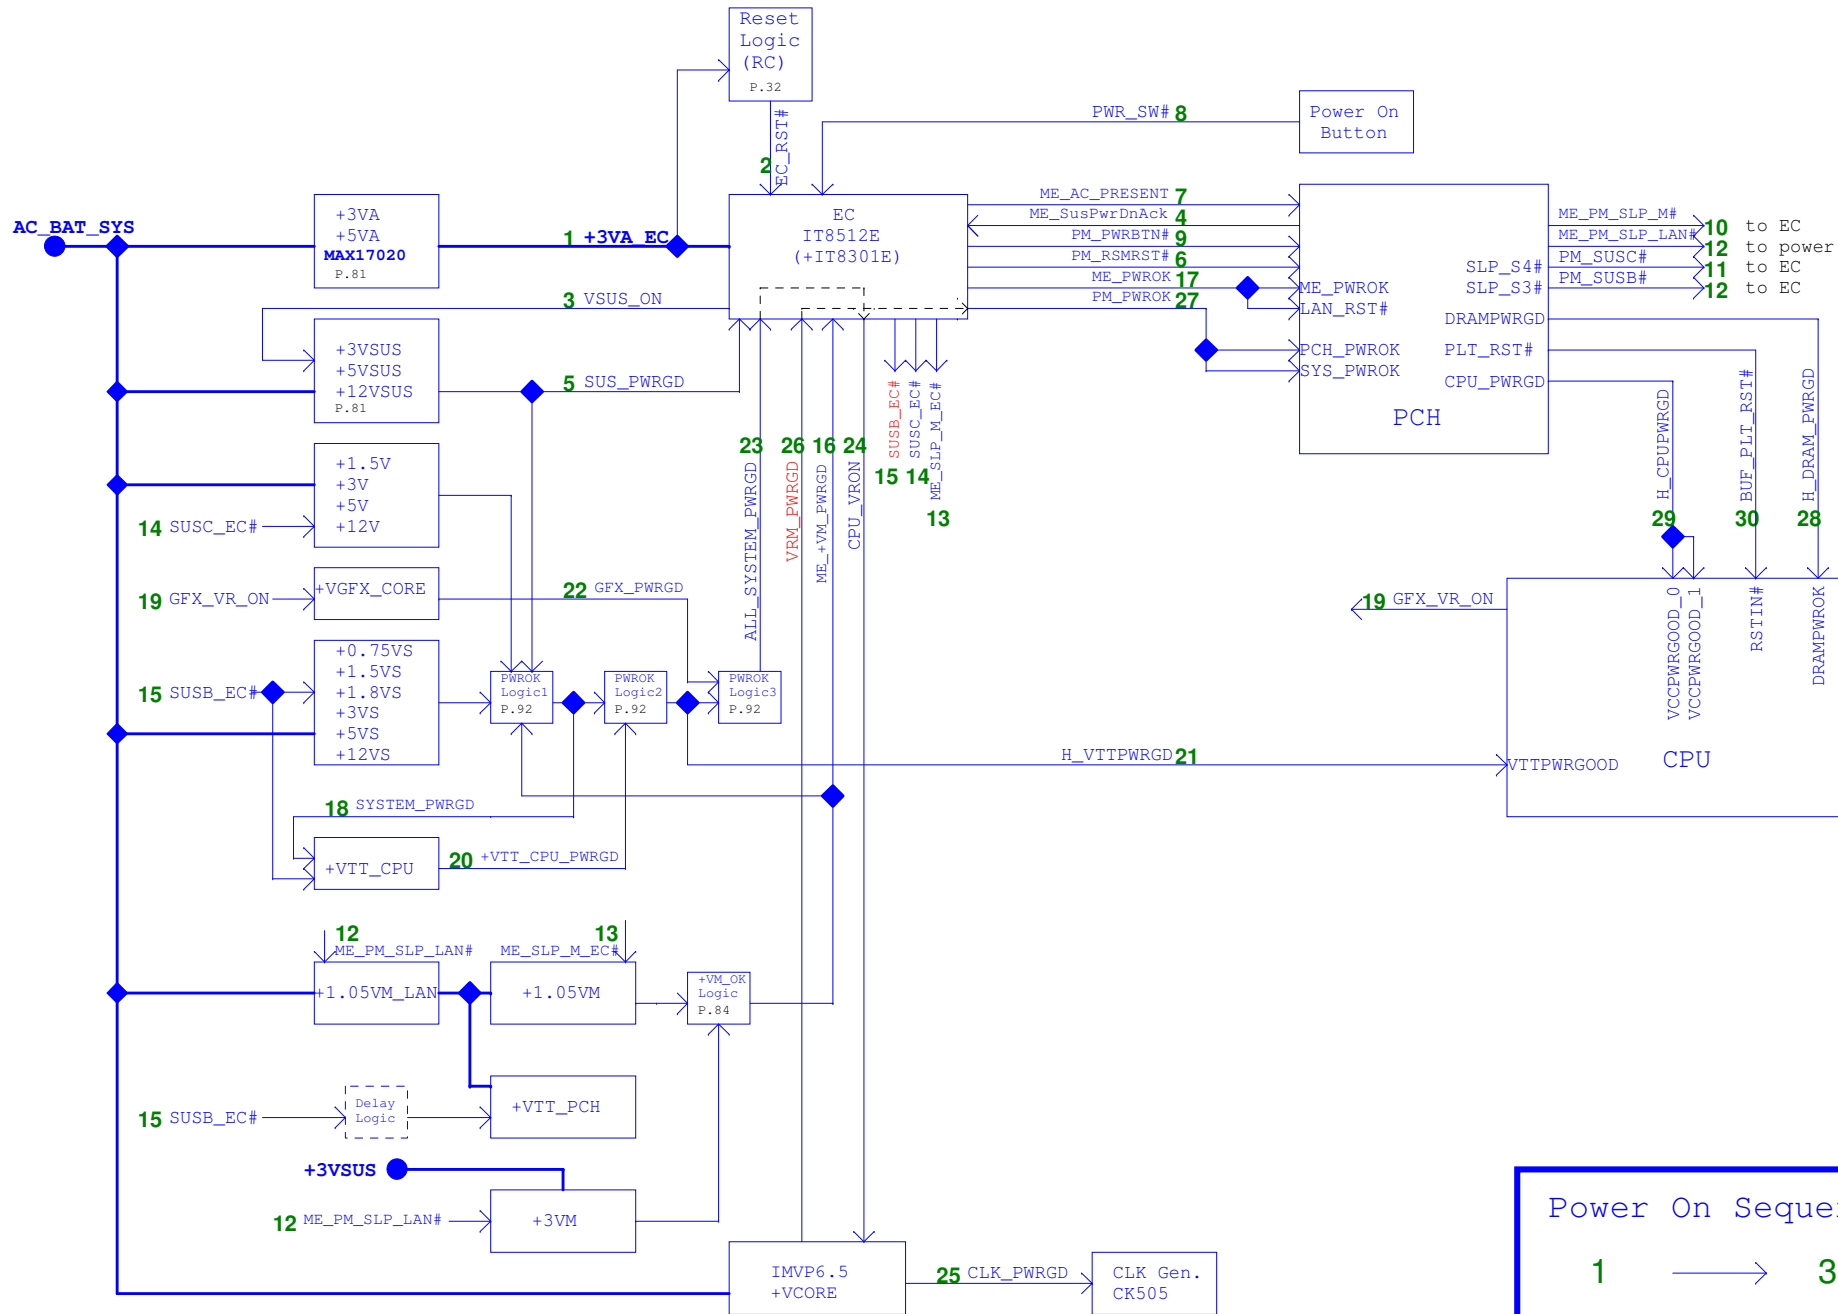 Reset
Logic
(RC)
P.32
PWR_SW# 8
Power On
Button
2 EC_RST#
AC_BAT_SYS
+3VA
+5VA
MAX17020
P.81
1 +3VA_EC
EC
IT8512E
(+IT8301E)
ME_AC_PRESENT 7
ME_SusPwrDnAck 4
PM_PWRBTN# 9
PM_RSMRST# 6
ME_PWROK 17
PM_PWROK 27
ME_PWROK
LAN_RST#
PCH_PWROK
SYS_PWROK
SLP_S4#
SLP_S3#
DRAMPWRGD
PLT_RST#
CPU_PWRGD
PCH
ME_PM_SLP_M# 10 to EC
ME_PM_SLP_LAN# 12 to power
PM_SUSC# 11 to EC
PM_SUSB# 12 to EC
3 VSUS_ON
+3VSUS
+5VSUS
+12VSUS
P.81
5 SUS_PWRGD
+1.5V
+3V
+5V
+12V
14 SUSC_EC#
23 ALL_SYSTEM_PWRGD
26 VRM_PWRGD
16 ME_+VM_PWRGD
24 CPU_VRON
15 SUSB_EC#
14 SUSC_EC#
13 ME_SLP_M_EC#
29 H_CPUPWRGD
30 BUF_PLT_RST#
28 H_DRAM_PWRGD
19 GFX_VR_ON
+VGFX_CORE
22 GFX_PWRGD
19 GFX_VR_ON
VCCPWRGOOD_0
VCCPWRGOOD_1
RSTIN#
DRAMPWROK
VTTPWRGOOD
CPU
15 SUSB_EC#
+0.75VS
+1.5VS
+1.8VS
+3VS
+5VS
+12VS
PWROK
Logic1
P.92
PWROK
Logic2
P.92
PWROK
Logic3
P.92
H_VTTPWRGD 21
18 SYSTEM_PWRGD
+VTT_CPU
20 +VTT_CPU_PWRGD
12
ME_PM_SLP_LAN#
13
ME_SLP_M_EC#
+1.05VM_LAN
+1.05VM
+VM_OK
Logic
P.84
15 SUSB_EC#
Delay
Logic
+VTT_PCH
+3VSUS
12 ME_PM_SLP_LAN#
+3VM
IMVP6.5
+VCORE
25 CLK_PWRGD
CLK Gen.
CK505
Power On
1